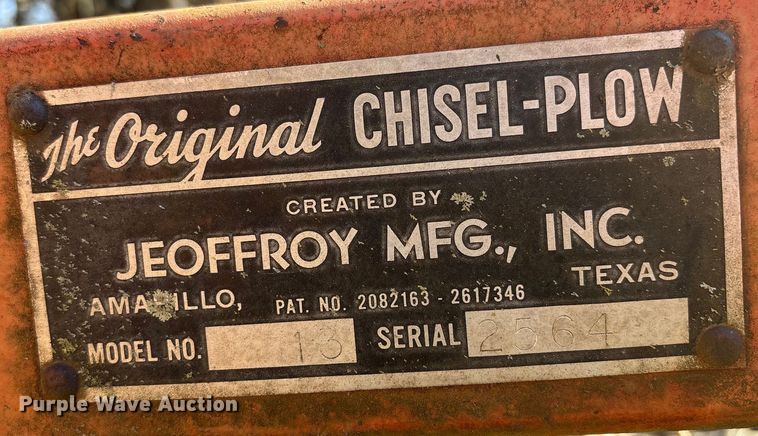 The Original CHISEL-PLOW
CREATED BY
JEOFFROY MFG., INC.
AMARILLO, TEXAS
PAT. NO. 2082163 - 2617346
MODEL NO. 13 SERIAL 2564
Purple Wave Auction